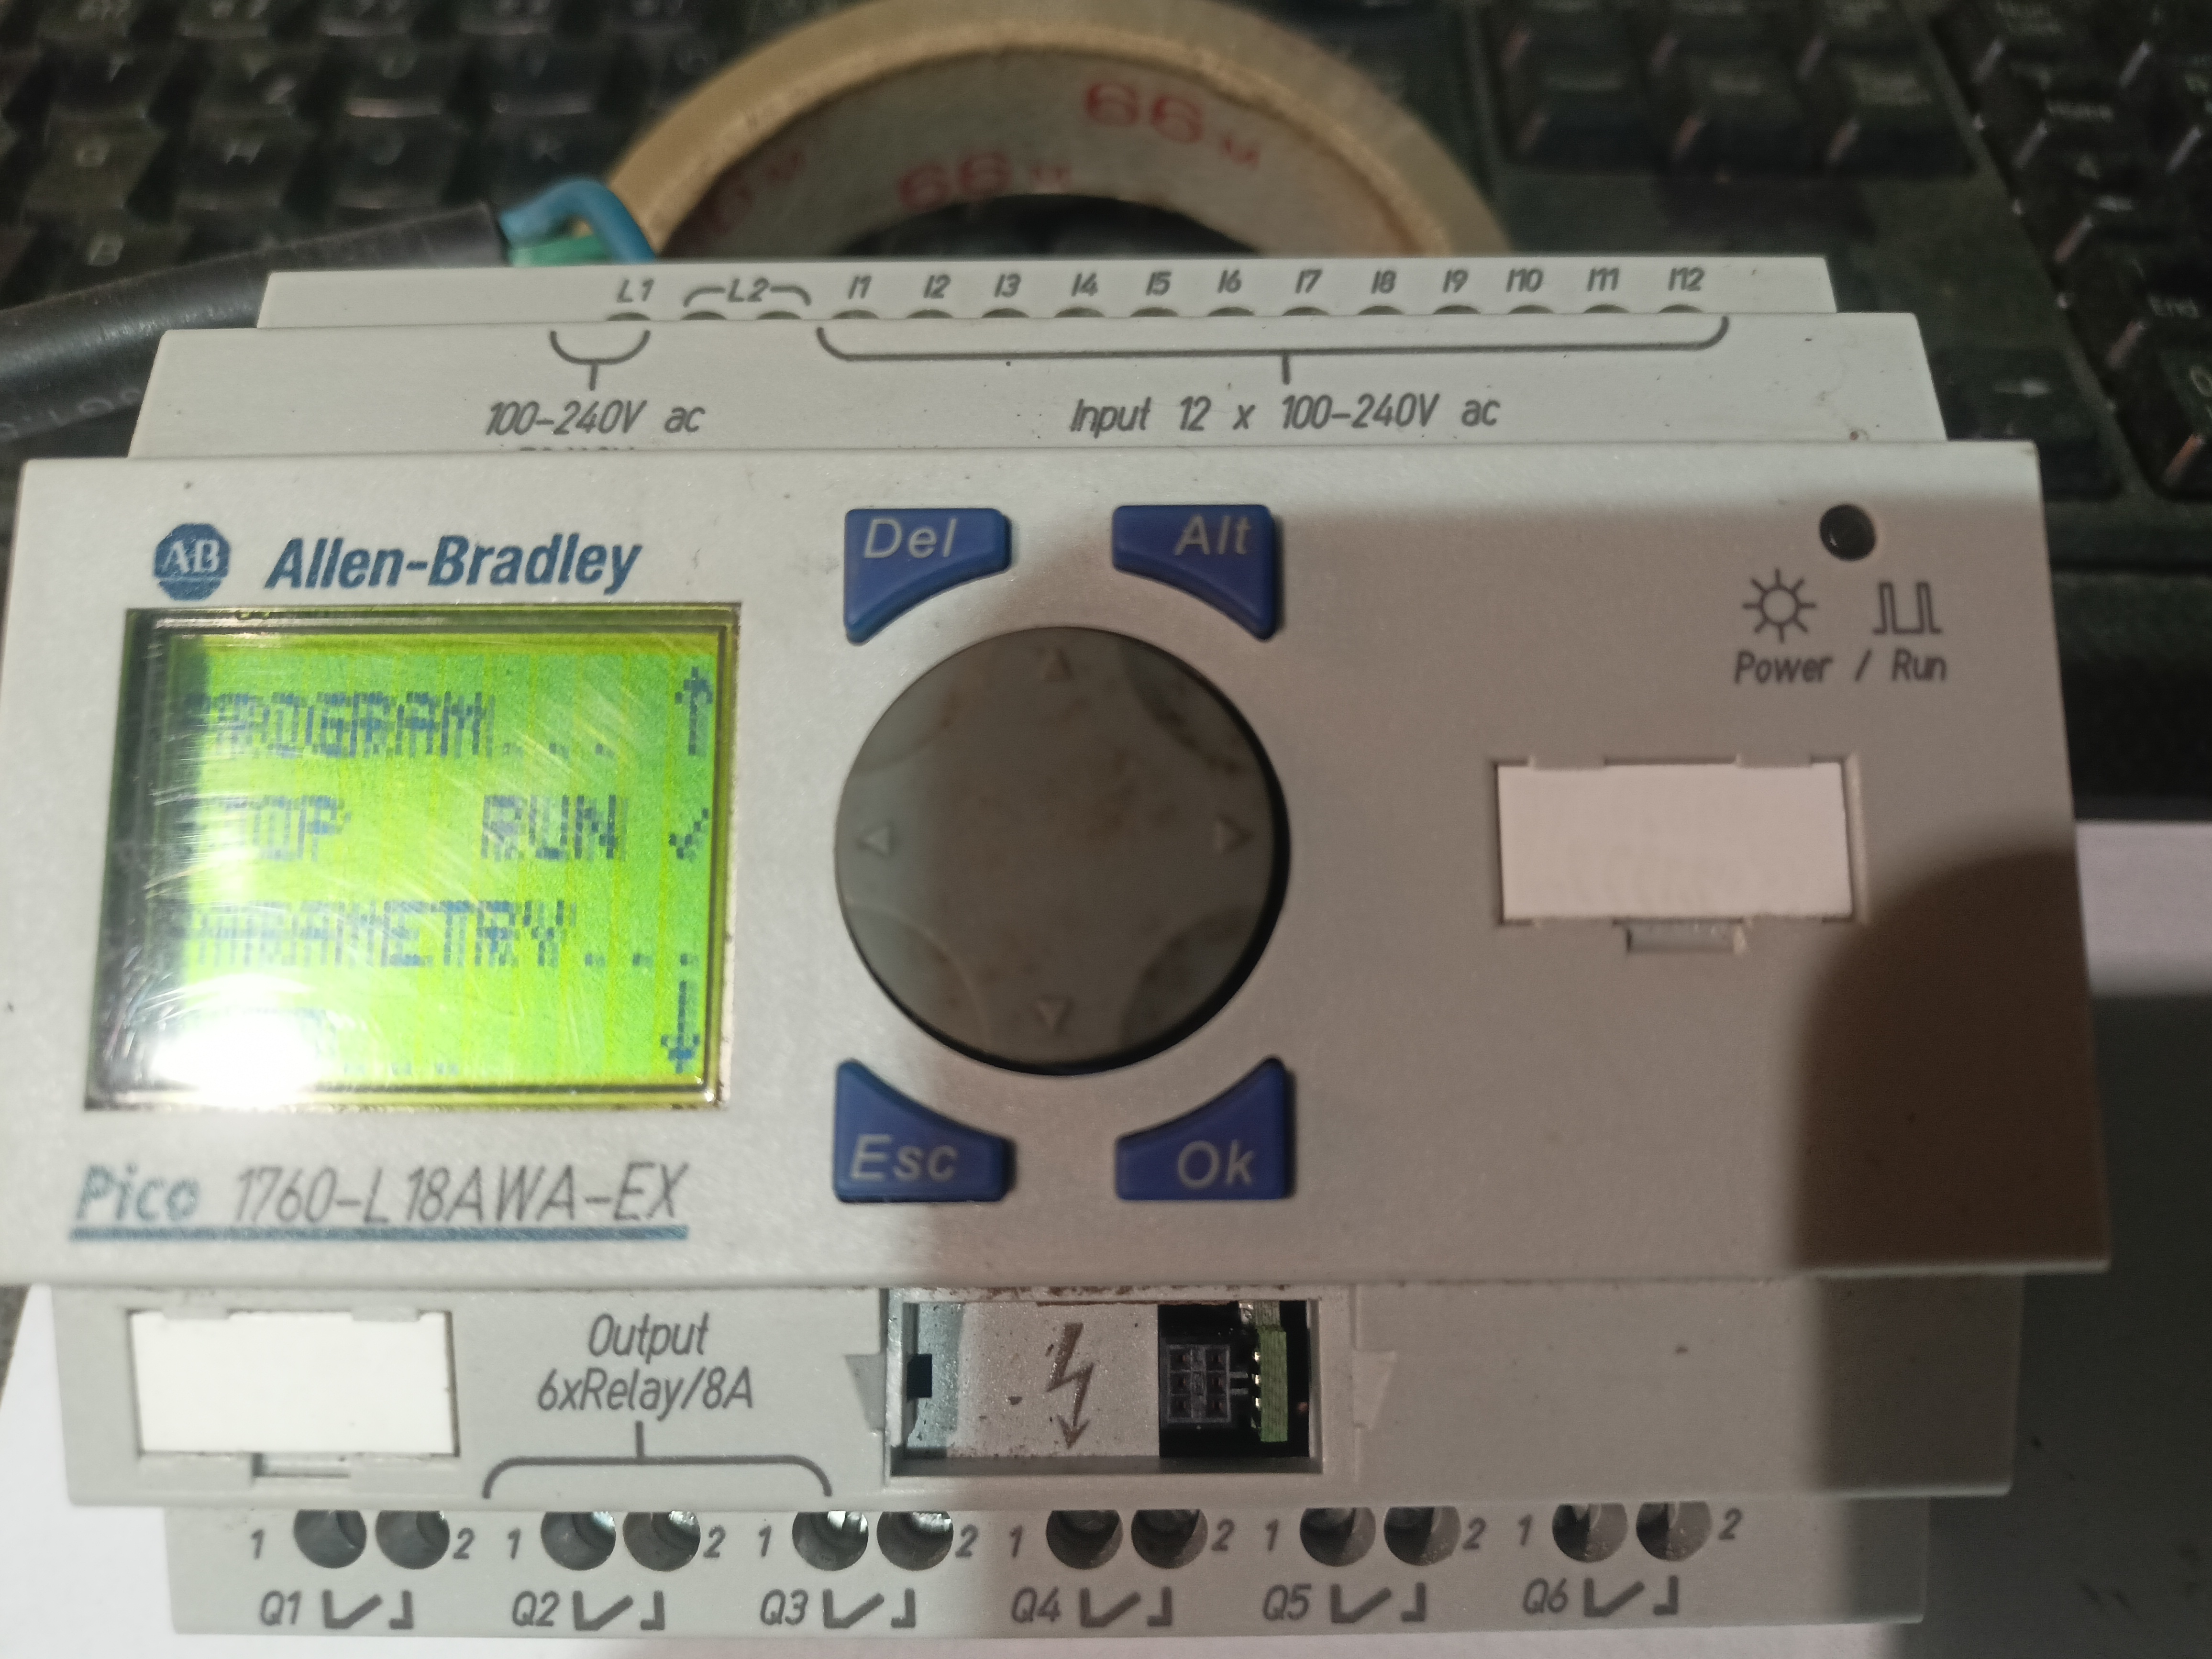 66 M
66 M
L1 L2 I1 I2 I3 I4 I5 I6 I7 I8 I9 I10 I11 I12
100-240V ac
Input 12 x 100-240V ac
AB Allen-Bradley
Del
Alt
Power / Run
PROGRAM...
STOP RUN ✓
PARAMETRY...
Esc
Ok
Pico 1760-L18AWA-EX
Output
6xRelay/8A
1 2 1 2 1 2 1 2 1 2 1 2
Q1 Q2 Q3 Q4 Q5 Q6
End